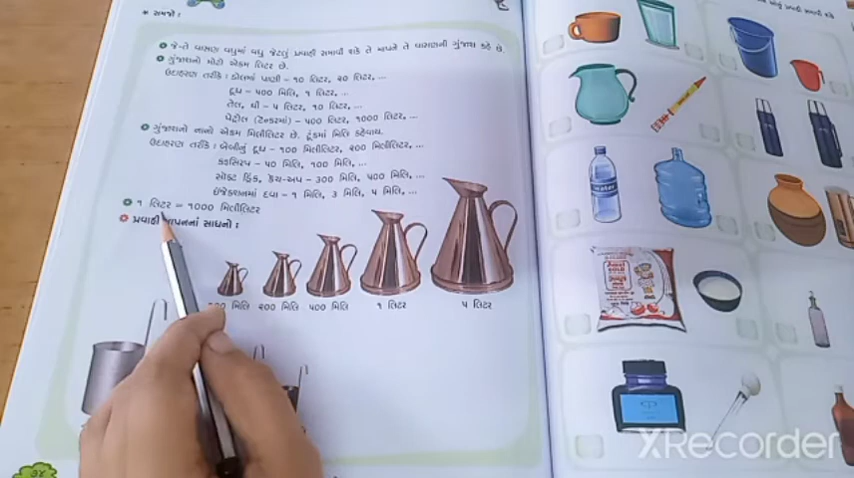 * સમજો :
જે-તે વાસણ વધુમાં વધુ જેટલું પ્રવાહી સમાવી શકે તે માપને તે વાસણની ગુંજાશ કહે છે.
ગુંજાશનો મોટો એકમ લિટર છે.
ઉદાહરણ તરીકે : ડોલમાં પાણી – ૧૦ લિટર, ૨૦ લિટર, ...
દૂધ – ૫૦૦ મિલિ, ૧ લિટર, ...
તેલ, ઘી – ૫ લિટર, ૧૦ લિટર, ...
પેટ્રોલ (ટેન્કરમાં) – ૫૦૦ લિટર, ૧૦૦૦ લિટર, ...
ગુંજાશનો નાનો એકમ મિલીલિટર છે. ટૂંકમાં મિલિ કહેવાય.
ઉદાહરણ તરીકે : બેબીનું દૂધ – ૧૦૦ મિલીલિટર, ૨૦૦ મિલીલિટર, ...
કફસિરપ – ૫૦ મિલિ, ૧૦૦ મિલિ, ...
સોફ્ટ ડ્રિંક, કેચ-અપ – ૩૦૦ મિલિ, ૫૦૦ મિલિ, ...
ઇંજેક્શનમાં દવા – ૧ મિલિ, ૩ મિલિ, ૫ મિલિ, ...
૧ લિટર = ૧૦૦૦ મિલીલિટર
પ્રવાહી માપનનાં સાધનો :
મિલિ ૨૦૦ મિલિ ૫૦૦ મિલિ ૧ લિટર ૫ લિટર
water
XRecorder